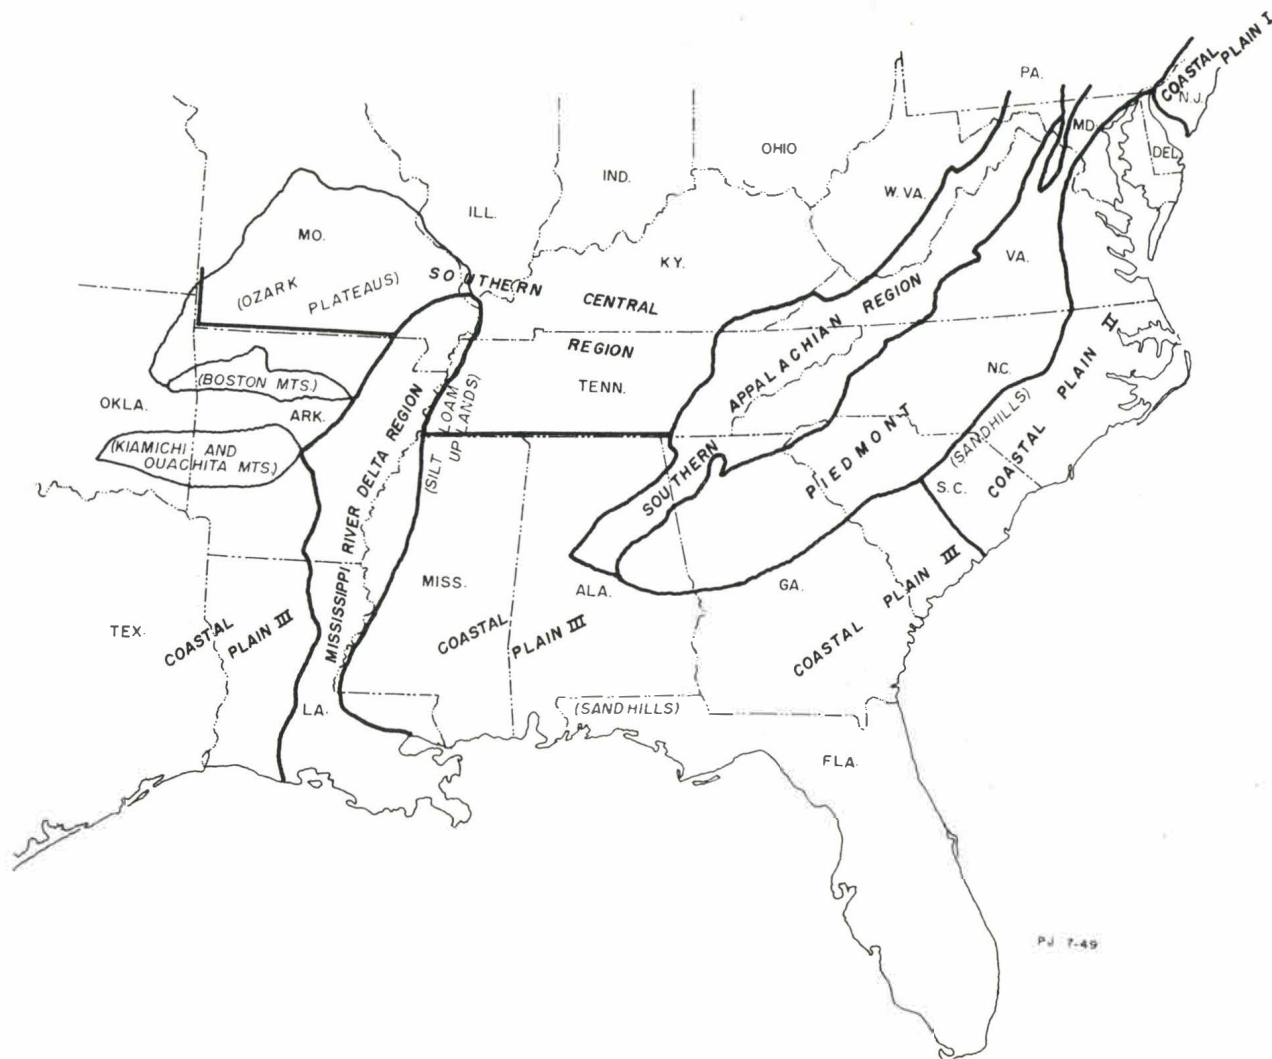 COASTAL
PLAIN I
PA.
N.J.
MD.
DEL.
OHIO
IND.
ILL.
W. VA.
MO.
KY.
VA.
(OZARK PLATEAUS)
SOUTHERN CENTRAL
REGION
TENN.
SOUTHERN APPALACHIAN REGION
N.C.
COASTAL PLAIN II
(SANDHILLS)
(BOSTON MTS.)
OKLA.
ARK.
(KIAMICHI AND
OUACHITA MTS.)
MISSISSIPPI RIVER DELTA REGION
(SILT LOAM
UPLANDS)
PIEDMONT
S.C.
MISS.
ALA.
GA.
TEX.
COASTAL
PLAIN III
COASTAL
PLAIN III
COASTAL PLAIN III
LA.
(SANDHILLS)
FLA.
PJ 7-49